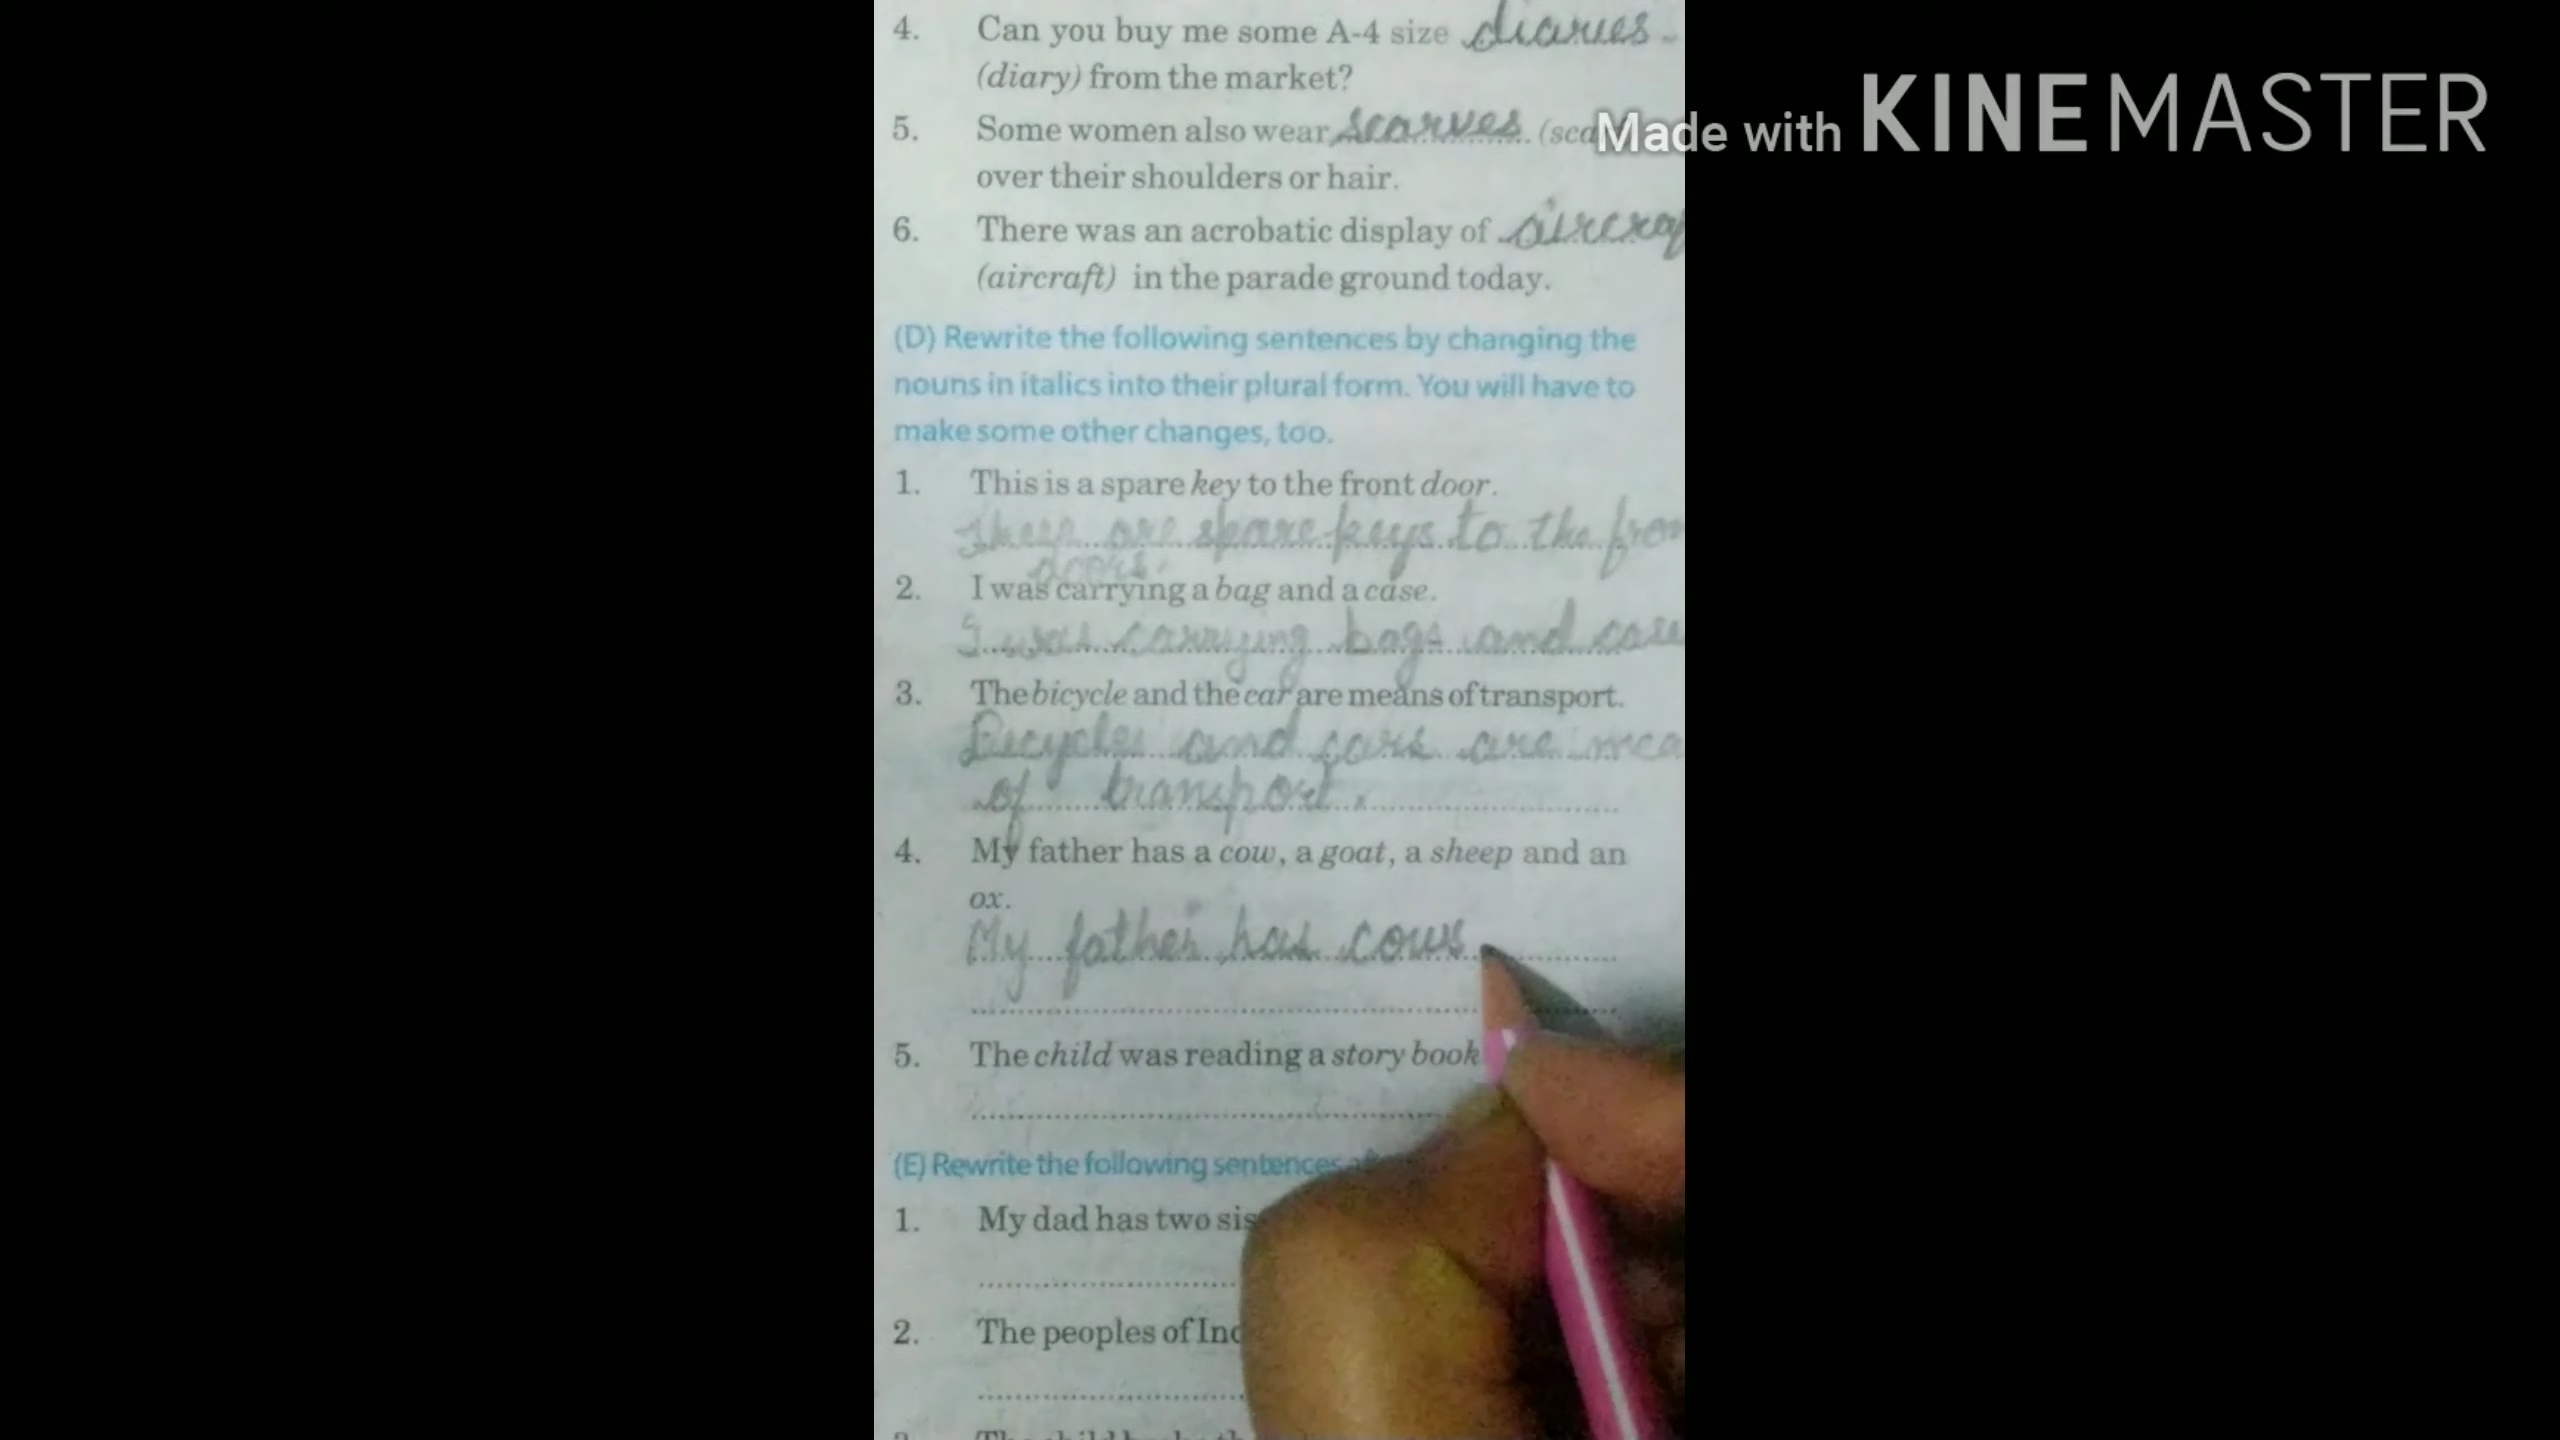 4. Can you buy me some A-4 size diaries
(diary) from the market?
Made with KINEMASTER
5. Some women also wear scarves (sca
over their shoulders or hair.
6. There was an acrobatic display of aircraf
(aircraft) in the parade ground today.
(D) Rewrite the following sentences by changing the
nouns in italics into their plural form. You will have to
make some other changes, too.
1. This is a spare key to the front door.
These are spare keys to the fron
doors.
2. I was carrying a bag and a case.
I was carrying bags and case
3. The bicycle and the car are means of transport.
Bicycles and cars are mea
of transport.
4. My father has a cow, a goat, a sheep and an
ox.
My father has cows
5. The child was reading a story book
(E) Rewrite the following sentences
1. My dad has two sis
2. The peoples of Ind